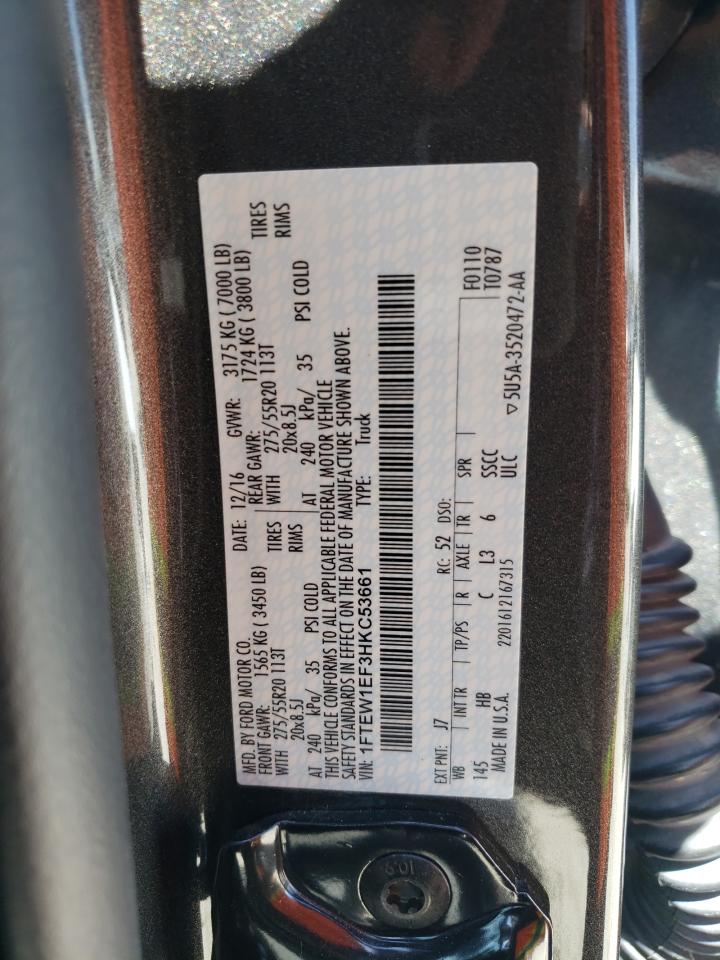 MFD. BY FORD MOTOR CO.
DATE: 12/16 GVWR: 3175 KG ( 7000 LB)
FRONT GAWR: 1565 KG ( 3450 LB) REAR GAWR: 1724 KG ( 3800 LB)
WITH 275/55R20 113T TIRES WITH 275/55R20 113T TIRES
20x8.5J RIMS 20x8.5J RIMS
AT 240 kPa/ 35 PSI COLD AT 240 kPa/ 35 PSI COLD
THIS VEHICLE CONFORMS TO ALL APPLICABLE FEDERAL MOTOR VEHICLE
SAFETY STANDARDS IN EFFECT ON THE DATE OF MANUFACTURE SHOWN ABOVE.
VIN: 1FTEW1EF3HKC53661 TYPE: Truck
EXT PNT: J7 RC: 52 DSO:
WB INT TR TP/PS R AXLE TR SPR F0110
145 HB C L3 6 SSCC T0787
MADE IN U.S.A. 2201612167315 ULC
▽5U5A-3520472-AA
10.9